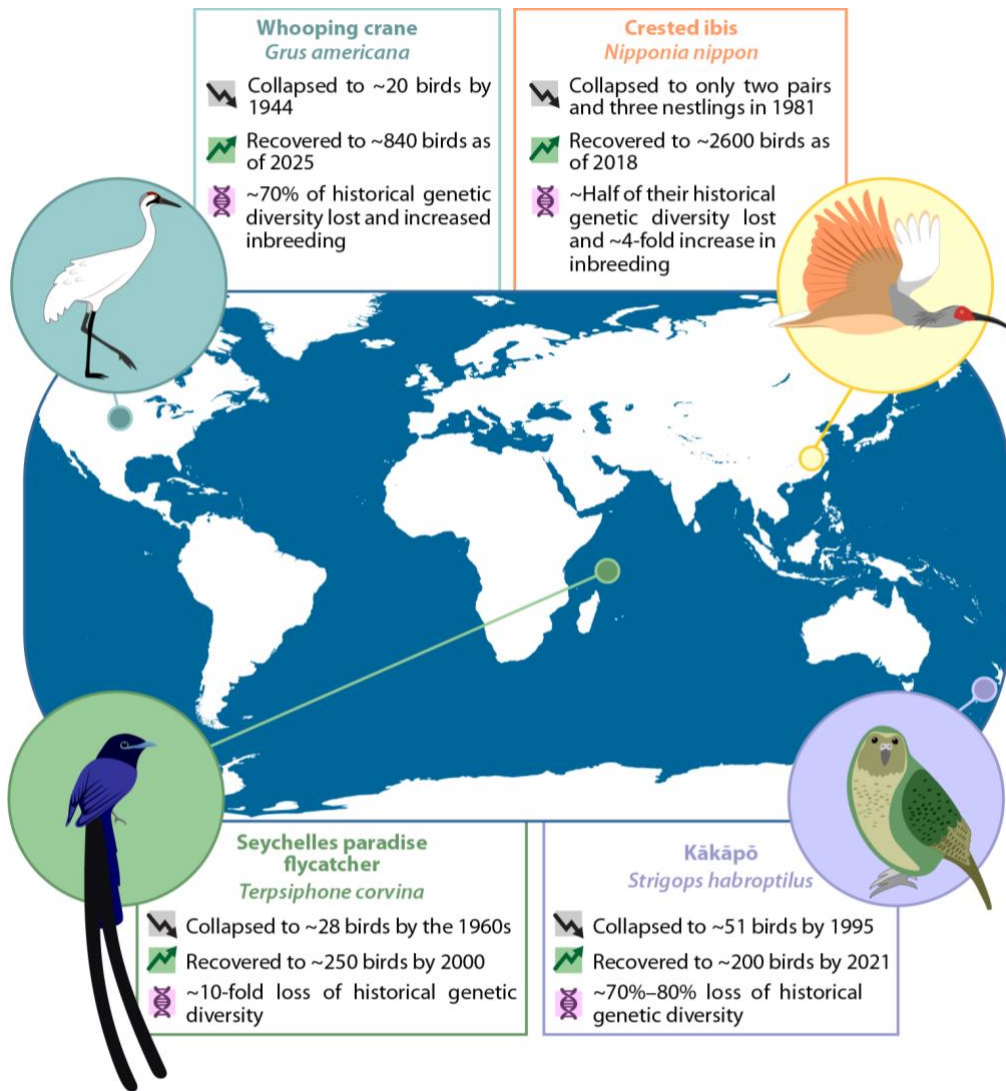 Whooping crane
Grus americana
Collapsed to ~20 birds by
1944
Recovered to ~840 birds as
of 2025
~70% of historical genetic
diversity lost and increased
inbreeding
Crested ibis
Nipponia nippon
Collapsed to only two pairs
and three nestlings in 1981
Recovered to ~2600 birds as
of 2018
~Half of their historical
genetic diversity lost
and ~4-fold increase in
inbreeding
Seychelles paradise
flycatcher
Terpsiphone corvina
Collapsed to ~28 birds by the 1960s
Recovered to ~250 birds by 2000
~10-fold loss of historical genetic
diversity
Kākāpō
Strigops habroptilus
Collapsed to ~51 birds by 1995
Recovered to ~200 birds by 2021
~70%–80% loss of historical
genetic diversity